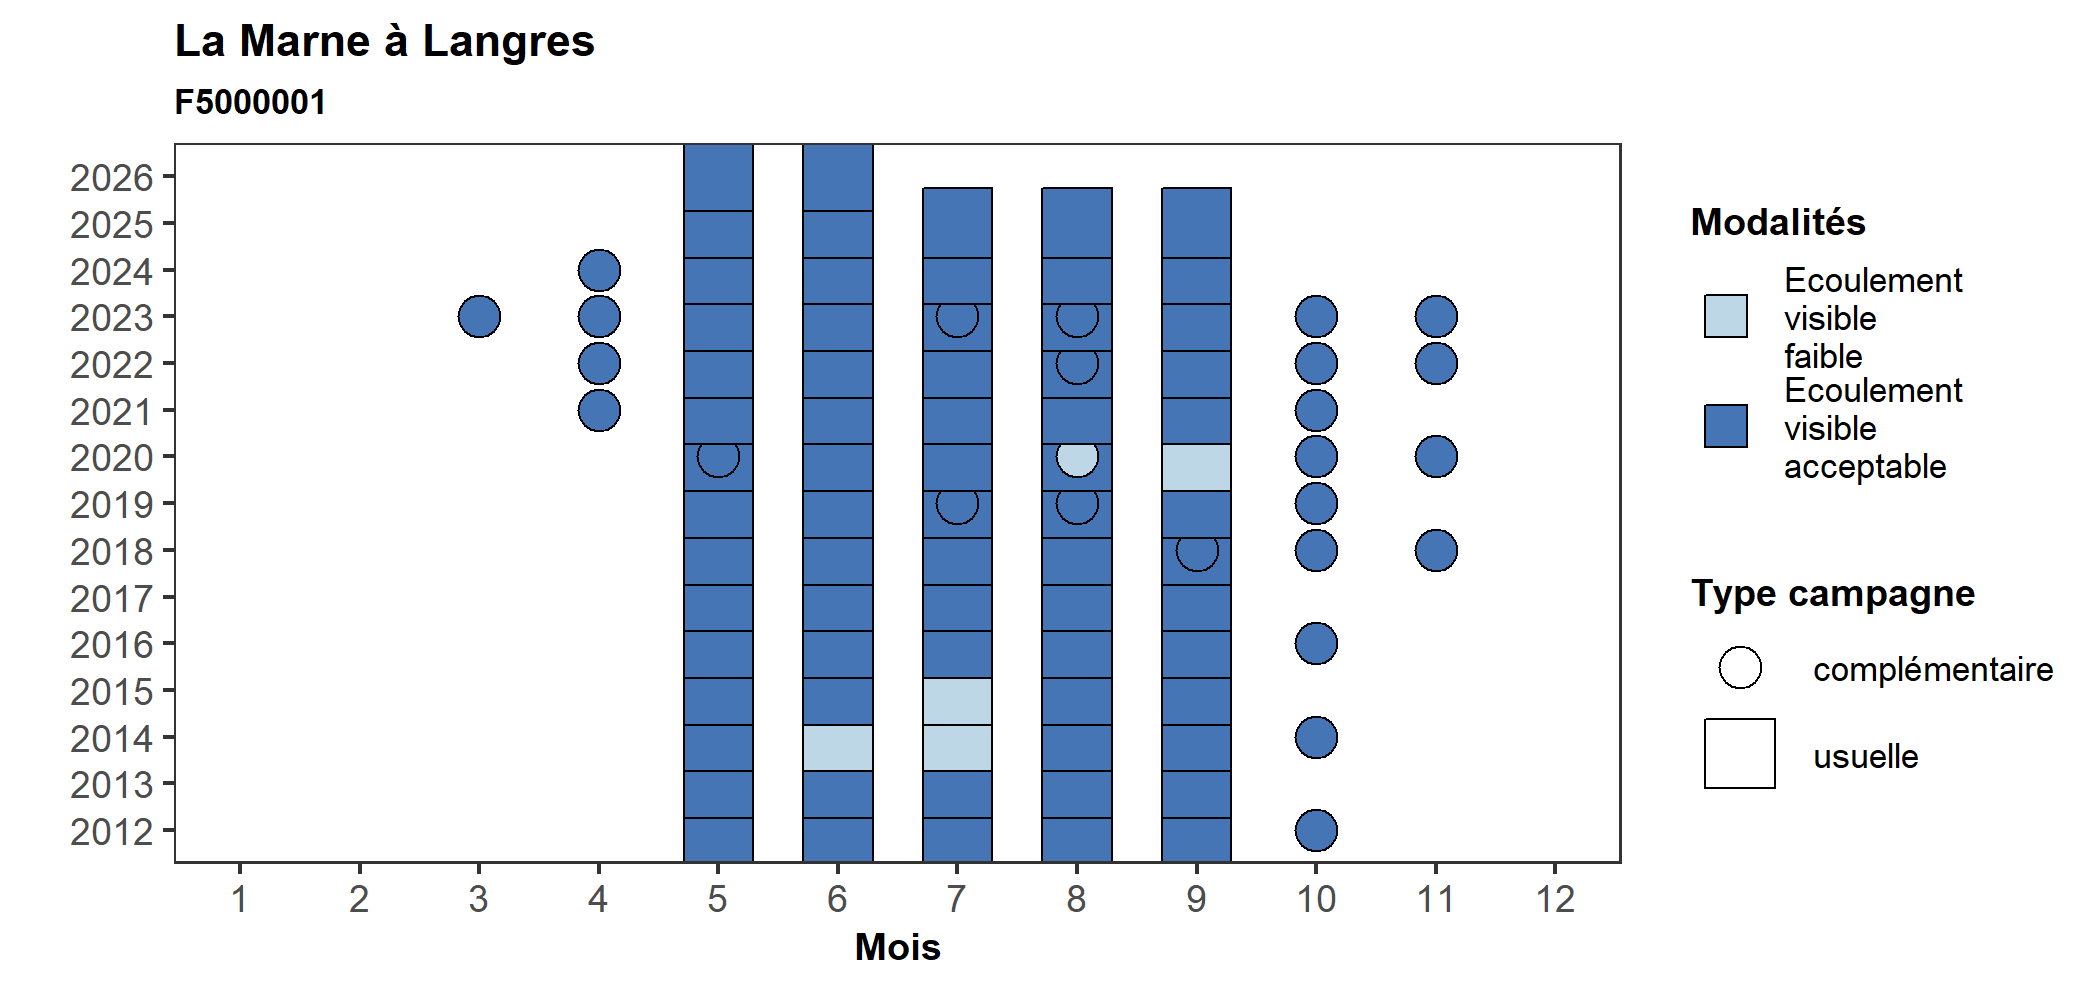 La Marne à Langres
F5000001
2026
2025
2024
2023
2022
2021
2020
2019
2018
2017
2016
2015
2014
2013
2012
1 2 3 4 5 6 7 8 9 10 11 12
Mois
Modalités
Ecoulement
visible
faible
Ecoulement
visible
acceptable
Type campagne
complémentaire
usuelle